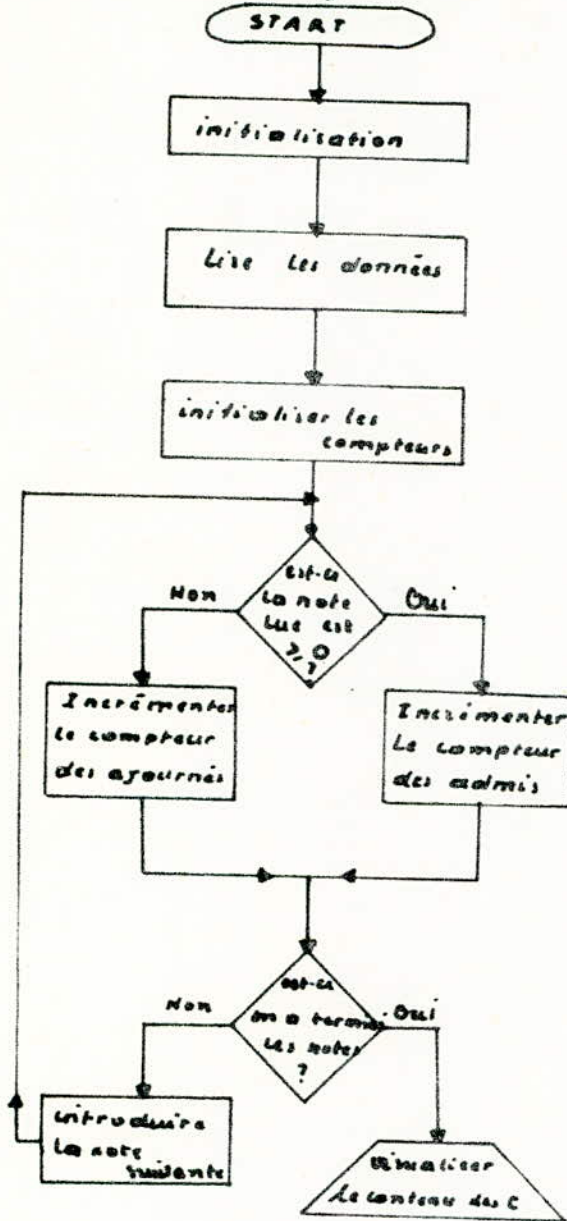 START
initialisation
Lire Les données
initialiser les
compteurs
est-ce
La note
Lue est
Non
Oui
Incrémenter
Le compteur
des ajournés
Incrémenter
Le compteur
des admis
est-ce
on a terminé
Les notes
?
Non
Oui
introduire
La note
suivante
visualiser
Le contenu des C